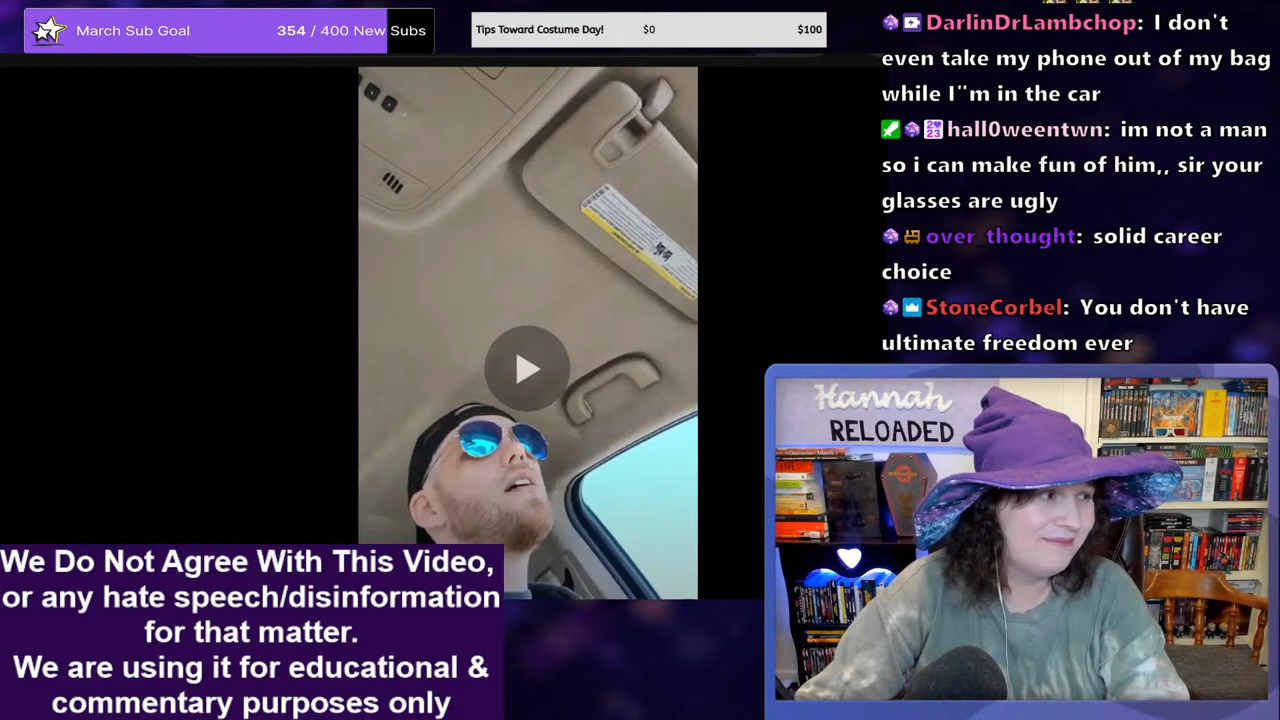 March Sub Goal
354 / 400 New Subs
Tips Toward Costume Day!
$0
$100
DarlinDrLambchop: I don't
even take my phone out of my bag
while I"m in the car
hall0weentwn: im not a man
so i can make fun of him,, sir your
glasses are ugly
over_thought: solid career
choice
StoneCorbel: You don't have
ultimate freedom ever
Hannah
RELOADED
We Do Not Agree With This Video,
or any hate speech/disinformation
for that matter.
We are using it for educational &
commentary purposes only